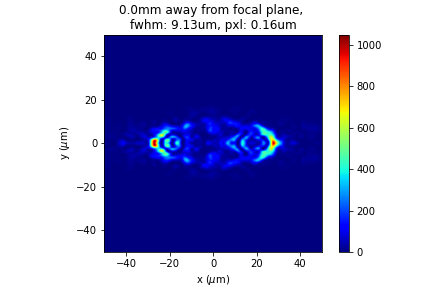 0.0mm away from focal plane,
fwhm: 9.13um, pxl: 0.16um
40
20
0
−20
−40
y (μm)
−40 −20 0 20 40
x (μm)
1000
800
600
400
200
0